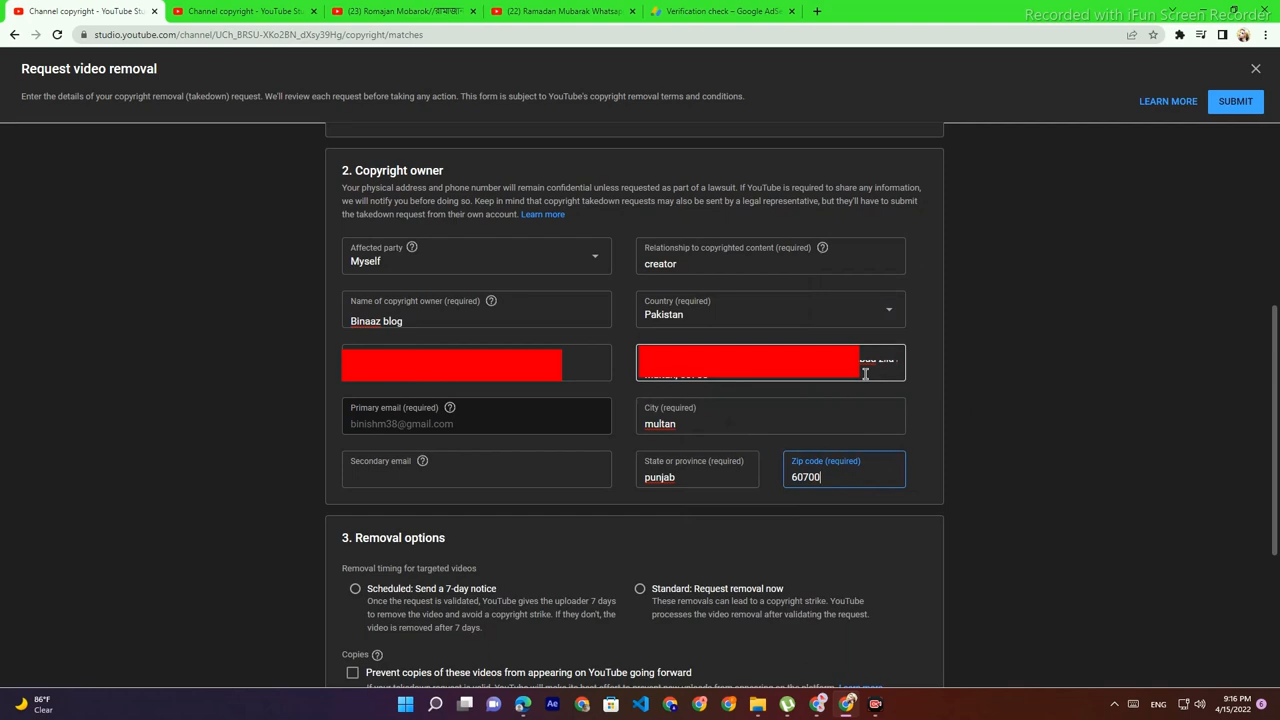 Channel copyright - YouTube Stu
Channel copyright - YouTube Stu
(23) Romajan Mobarok//রামাজান
(22) Ramadan Mubarak Whatsap
Verification check – Google AdSe
Recorded with iFun Screen Recorder
studio.youtube.com/channel/UCh_BRSU-XKo2BN_dXsy39Hg/copyright/matches
Request video removal
Enter the details of your copyright removal (takedown) request. We'll review each request before taking any action. This form is subject to YouTube's copyright removal terms and conditions.
LEARN MORE
SUBMIT
2. Copyright owner
Your physical address and phone number will remain confidential unless requested as part of a lawsuit. If YouTube is required to share any information,
we will notify you before doing so. Keep in mind that copyright takedown requests may also be sent by a legal representative, but they'll have to submit
the takedown request from their own account. Learn more
Affected party
Myself
Relationship to copyrighted content (required)
creator
Name of copyright owner (required)
Binaaz blog
Country (required)
Pakistan
Primary email (required)
binishm38@gmail.com
City (required)
multan
Secondary email
State or province (required)
punjab
Zip code (required)
60700
3. Removal options
Removal timing for targeted videos
Scheduled: Send a 7-day notice
Once the request is validated, YouTube gives the uploader 7 days
to remove the video and avoid a copyright strike. If they don't, the
video is removed after 7 days.
Standard: Request removal now
These removals can lead to a copyright strike. YouTube
processes the video removal after validating the request.
Copies
Prevent copies of these videos from appearing on YouTube going forward
86°F
Clear
ENG
9:16 PM
4/15/2022